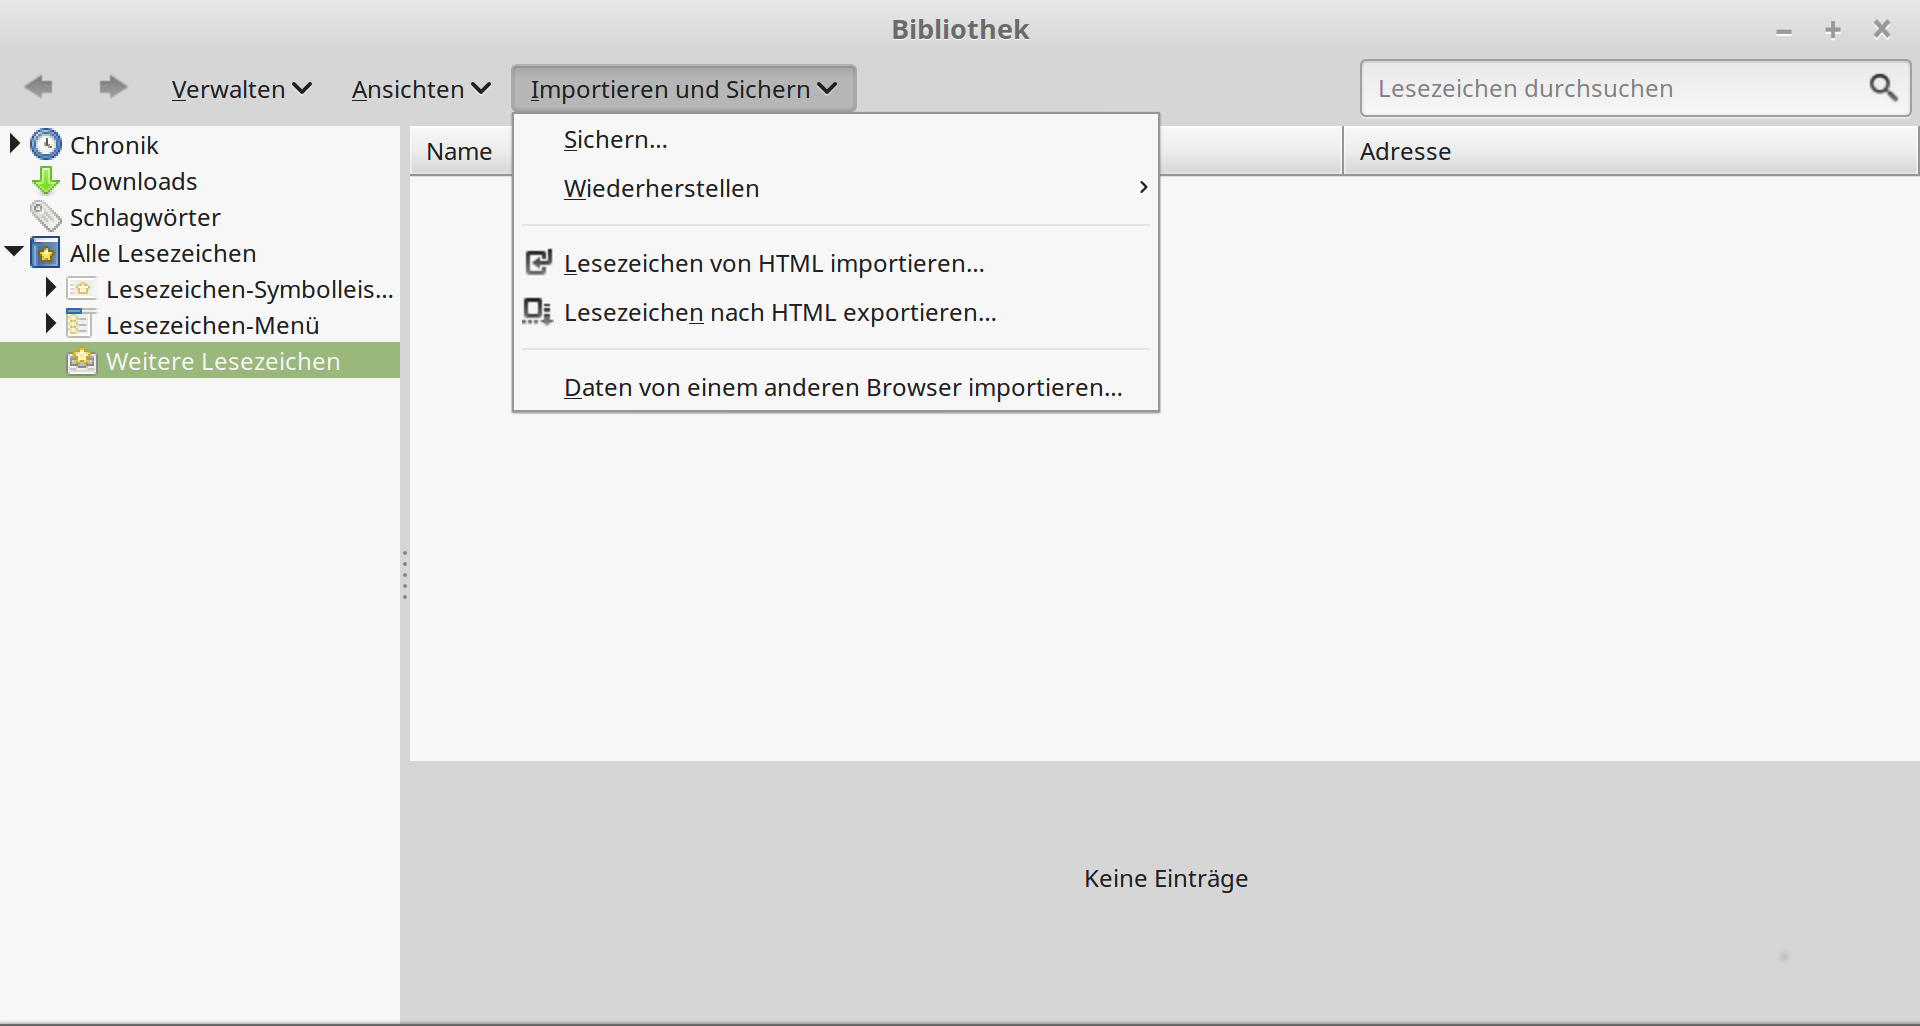 Bibliothek
Verwalten Ansichten Importieren und Sichern Lesezeichen durchsuchen
Chronik
Downloads
Schlagwörter
Alle Lesezeichen
Lesezeichen-Symbolleis...
Lesezeichen-Menü
Weitere Lesezeichen
Name Adresse
Sichern...
Wiederherstellen
Lesezeichen von HTML importieren...
Lesezeichen nach HTML exportieren...
Daten von einem anderen Browser importieren...
Keine Einträge